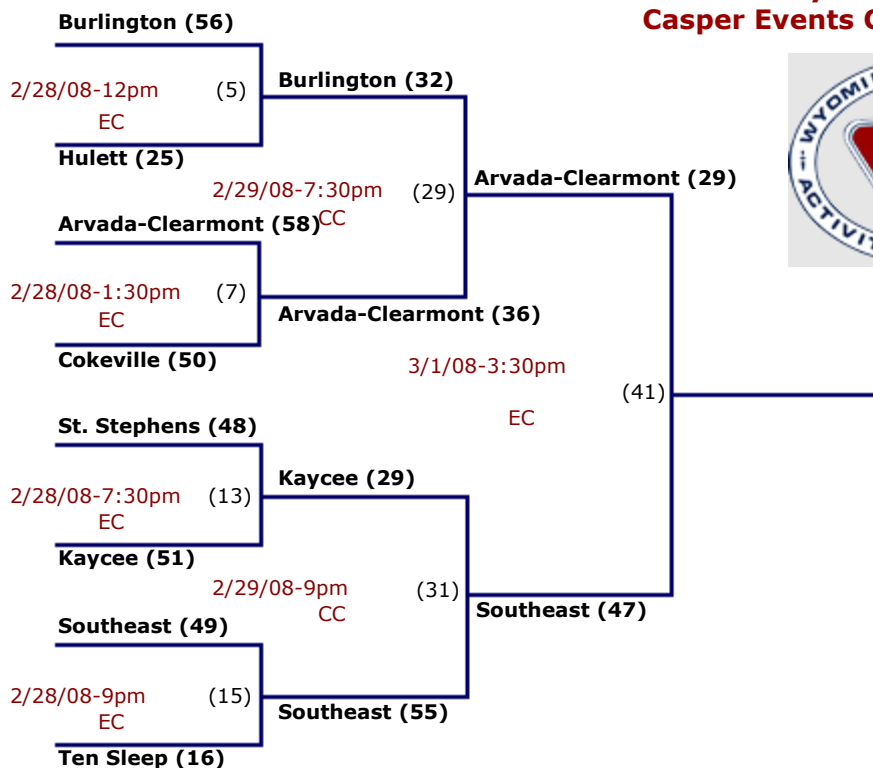 Casper Events C
Burlington (56)
2/28/08-12pm
(5)
EC
Hulett (25)
Burlington (32)
2/29/08-7:30pm
CC
(29)
Arvada-Clearmont (58)
2/28/08-1:30pm
(7)
EC
Cokeville (50)
Arvada-Clearmont (36)
Arvada-Clearmont (29)
3/1/08-3:30pm
(41)
EC
St. Stephens (48)
2/28/08-7:30pm
(13)
EC
Kaycee (51)
Kaycee (29)
2/29/08-9pm
CC
(31)
Southeast (49)
2/28/08-9pm
(15)
EC
Ten Sleep (16)
Southeast (55)
Southeast (47)
WYOMI
ACTIVIT